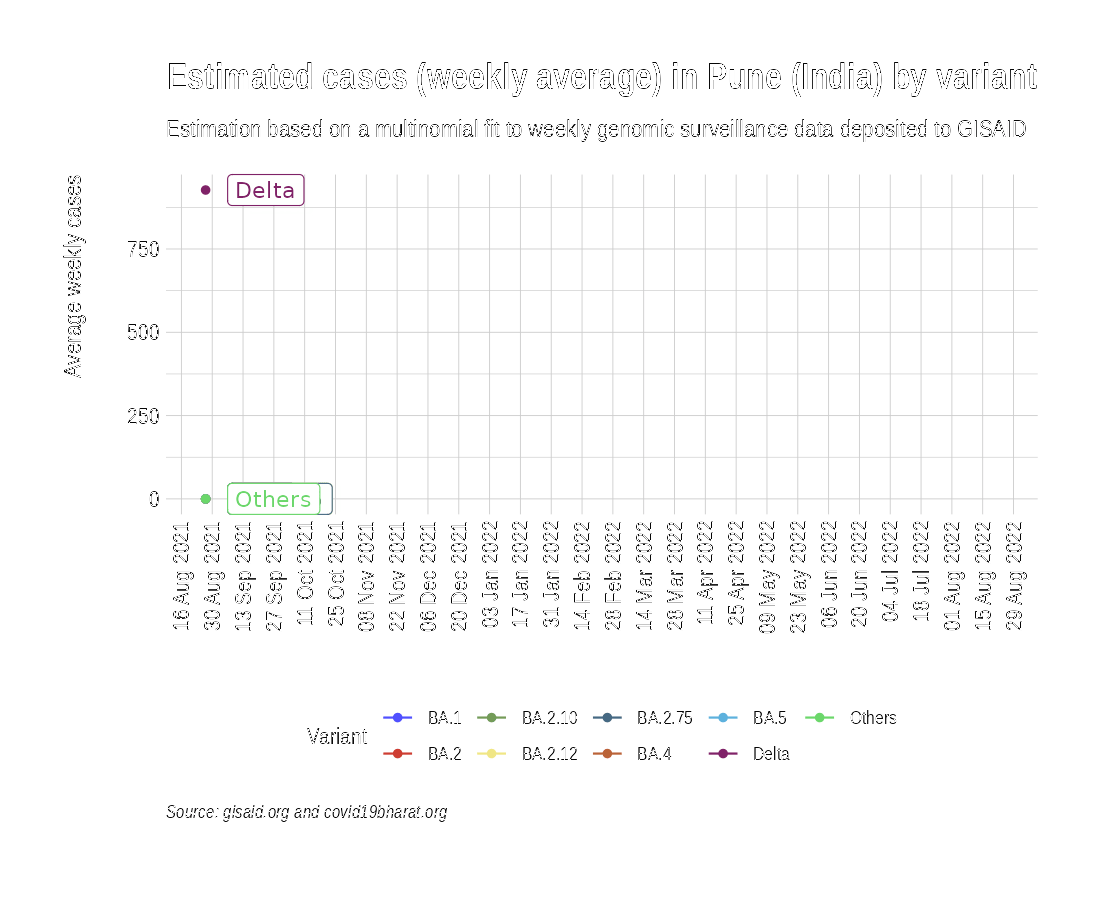 Estimated cases (weekly average) in Pune (India) by variant
Estimation based on a multinomial fit to weekly genomic surveillance data deposited to GISAID
Average weekly cases
Delta
750
500
250
0
Others
16 Aug 2021
30 Aug 2021
13 Sep 2021
27 Sep 2021
11 Oct 2021
25 Oct 2021
08 Nov 2021
22 Nov 2021
06 Dec 2021
20 Dec 2021
03 Jan 2022
17 Jan 2022
31 Jan 2022
14 Feb 2022
28 Feb 2022
14 Mar 2022
28 Mar 2022
11 Apr 2022
25 Apr 2022
09 May 2022
23 May 2022
06 Jun 2022
20 Jun 2022
04 Jul 2022
18 Jul 2022
01 Aug 2022
15 Aug 2022
29 Aug 2022
Variant
BA.1
BA.2.10
BA.2.75
BA.5
Others
BA.2
BA.2.12
BA.4
Delta
Source: gisaid.org and covid19bharat.org